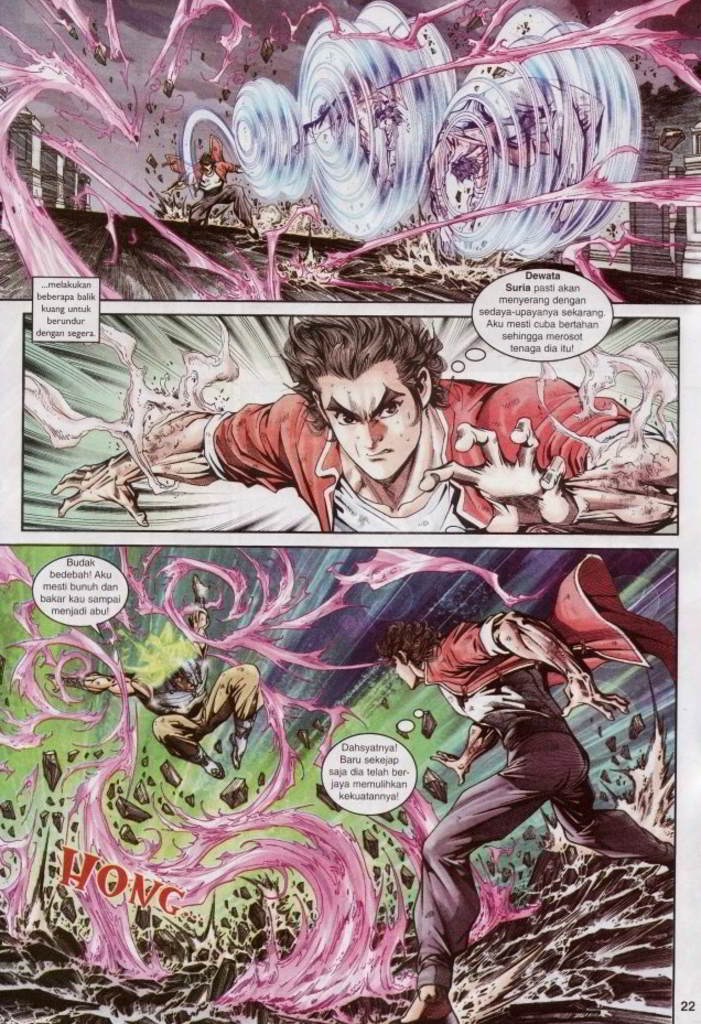 ...melakukan
beberapa balik
kuang untuk
berundur
dengan segera.
Dewata
Suria pasti akan
menyerang dengan
sedaya-upayanya sekarang.
Aku mesti cuba bertahan
sehingga merosot
tenaga dia itu!
Budak
bedebah! Aku
mesti bunuh dan
bakar kau sampai
menjadi abu!
Dahsyatnya!
Baru sekejap
saja dia telah ber-
jaya memulihkan
kekuatannya!
HONG...
22